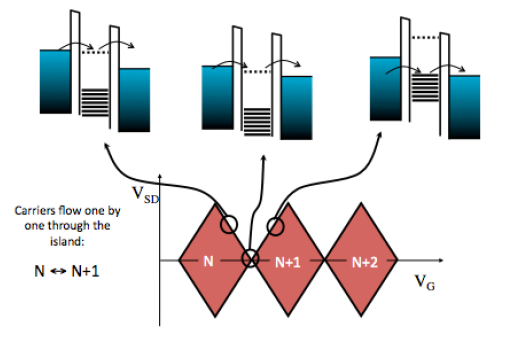 V_SD
Carriers flow one by
one through the
island:
N ↔ N+1
N
N+1
N+2
V_G